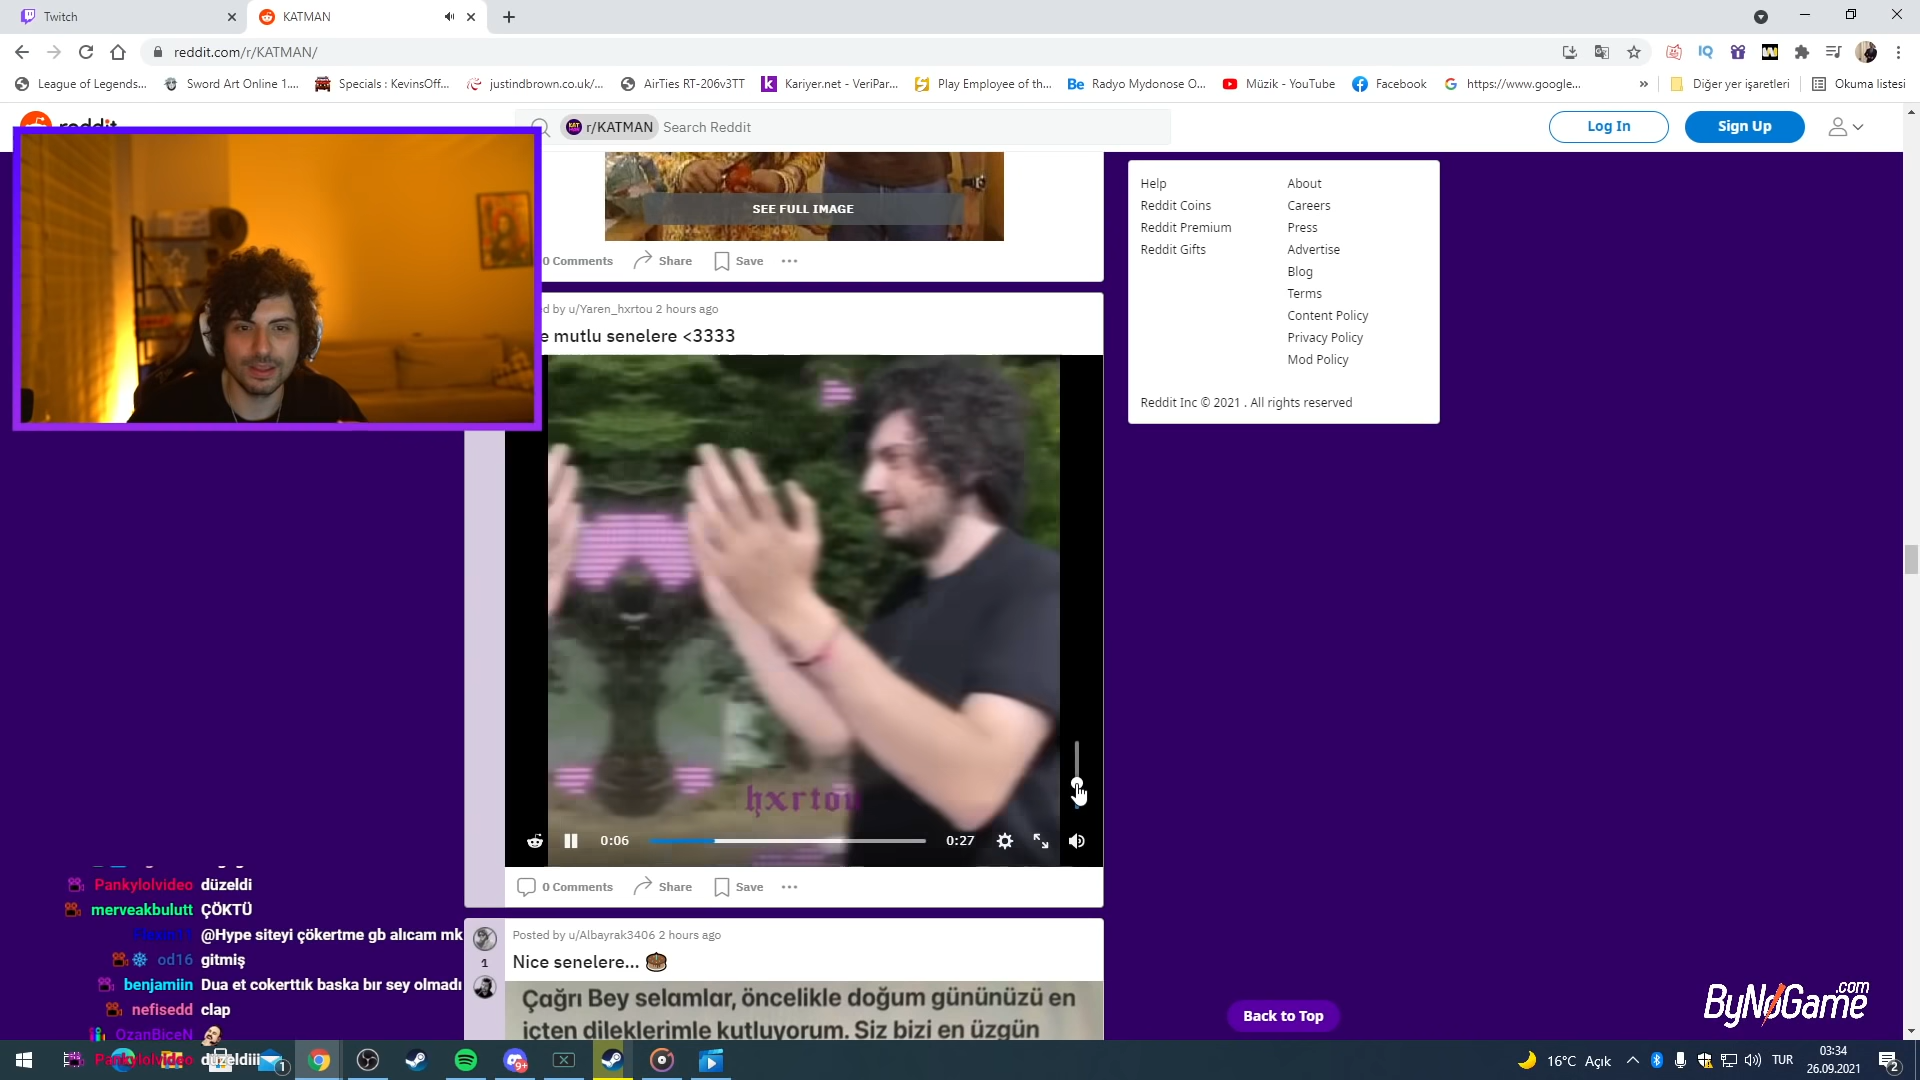 Twitch
KATMAN
reddit.com/r/KATMAN/
League of Legends...
Sword Art Online 1....
Specials : KevinsOff...
justindbrown.co.uk/...
AirTies RT-206v3TT
Kariyer.net - VeriPar...
Play Employee of th...
Radyo Mydonose O...
Müzik - YouTube
Facebook
https://www.google...
»
Diğer yer işaretleri
Okuma listesi
r/KATMAN
Search Reddit
Log In
Sign Up
SEE FULL IMAGE
0 Comments
Share
Save
Help
About
Reddit Coins
Careers
Reddit Premium
Press
Reddit Gifts
Advertise
Blog
Terms
Content Policy
Privacy Policy
Mod Policy
Reddit Inc © 2021 . All rights reserved
ed by u/Yaren_hxrtou 2 hours ago
e mutlu senelere <3333
hxrtou
0:06
0:27
0 Comments
Share
Save
Posted by u/Albayrak3406 2 hours ago
1
Nice senelere...
Çağrı Bey selamlar, öncelikle doğum gününüzü en
içten dileklerimle kutluyorum. Siz bizi en üzgün
Pankylolvideo düzeldi
merveakbulutt ÇÖKTÜ
@Hype siteyi çökertme gb alıcam mk
od16 gitmiş
benjamiin Dua et cokerttık baska bır sey olmadı
nefisedd clap
OzanBiceN
Pankylolvideo düzeldiii
Back to Top
ByNoGame.com
16°C Açık
TUR
03:34
26.09.2021
2